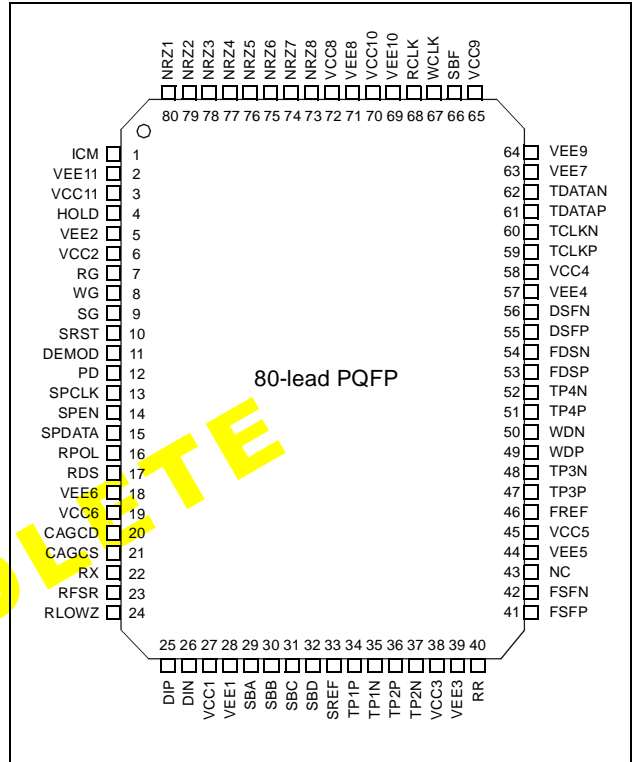 NRZ1 NRZ2 NRZ3 NRZ4 NRZ5 NRZ6 NRZ7 NRZ8 VCC8 VEE8 VCC10 VEE10 RCLK WCLK SBF VCC9
80 79 78 77 76 75 74 73 72 71 70 69 68 67 66 65
ICM 1
VEE11 2
VCC11 3
HOLD 4
VEE2 5
VCC2 6
RG 7
WG 8
SG 9
SRST 10
DEMOD 11
PD 12
SPCLK 13
SPEN 14
SPDATA 15
RPOL 16
RDS 17
VEE6 18
VCC6 19
CAGCD 20
CAGCS 21
RX 22
RFSR 23
RLOWZ 24
80-lead PQFP
64 VEE9
63 VEE7
62 TDATAN
61 TDATAP
60 TCLKN
59 TCLKP
58 VCC4
57 VEE4
56 DSFN
55 DSFP
54 FDSN
53 FDSP
52 TP4N
51 TP4P
50 WDN
49 WDP
48 TP3N
47 TP3P
46 FREF
45 VCC5
44 VEE5
43 NC
42 FSFN
41 FSFP
25 26 27 28 29 30 31 32 33 34 35 36 37 38 39 40
DIP DIN VCC1 VEE1 SBA SBB SBC SBD SREF TP1P TP1N TP2P TP2N VCC3 VEE3 RR
OLETE